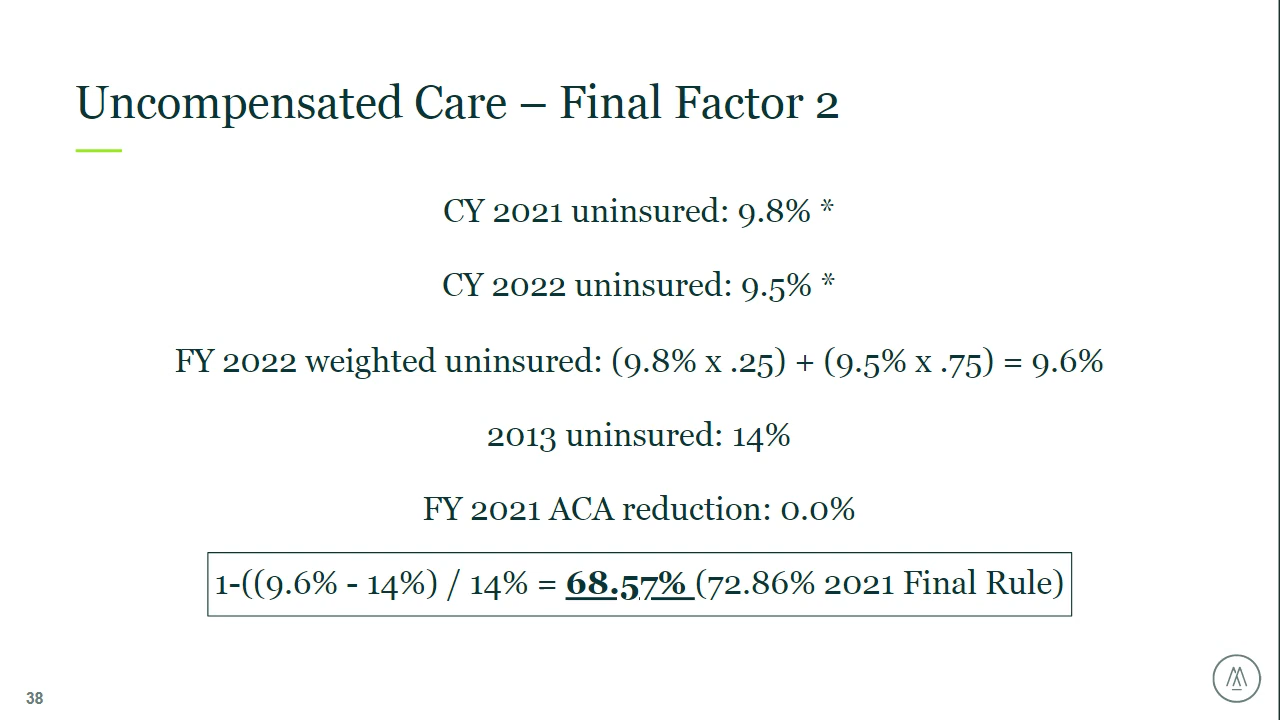 Uncompensated Care – Final Factor 2
CY 2021 uninsured: 9.8% *
CY 2022 uninsured: 9.5% *
FY 2022 weighted uninsured: (9.8% x .25) + (9.5% x .75) = 9.6%
2013 uninsured: 14%
FY 2021 ACA reduction: 0.0%
1-((9.6% - 14%) / 14% = 68.57% (72.86% 2021 Final Rule)
38